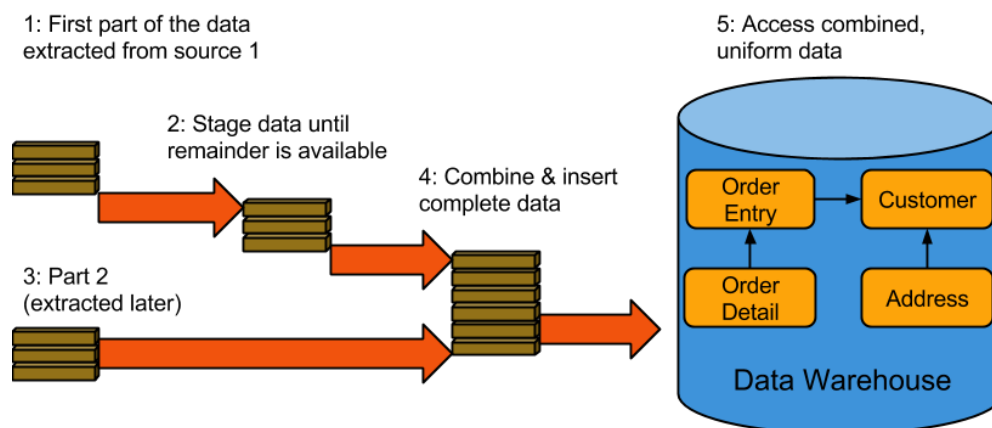 1: First part of the data
extracted from source 1
2: Stage data until
remainder is available
3: Part 2
(extracted later)
4: Combine & insert
complete data
5: Access combined,
uniform data
Order
Entry
Customer
Order
Detail
Address
Data Warehouse